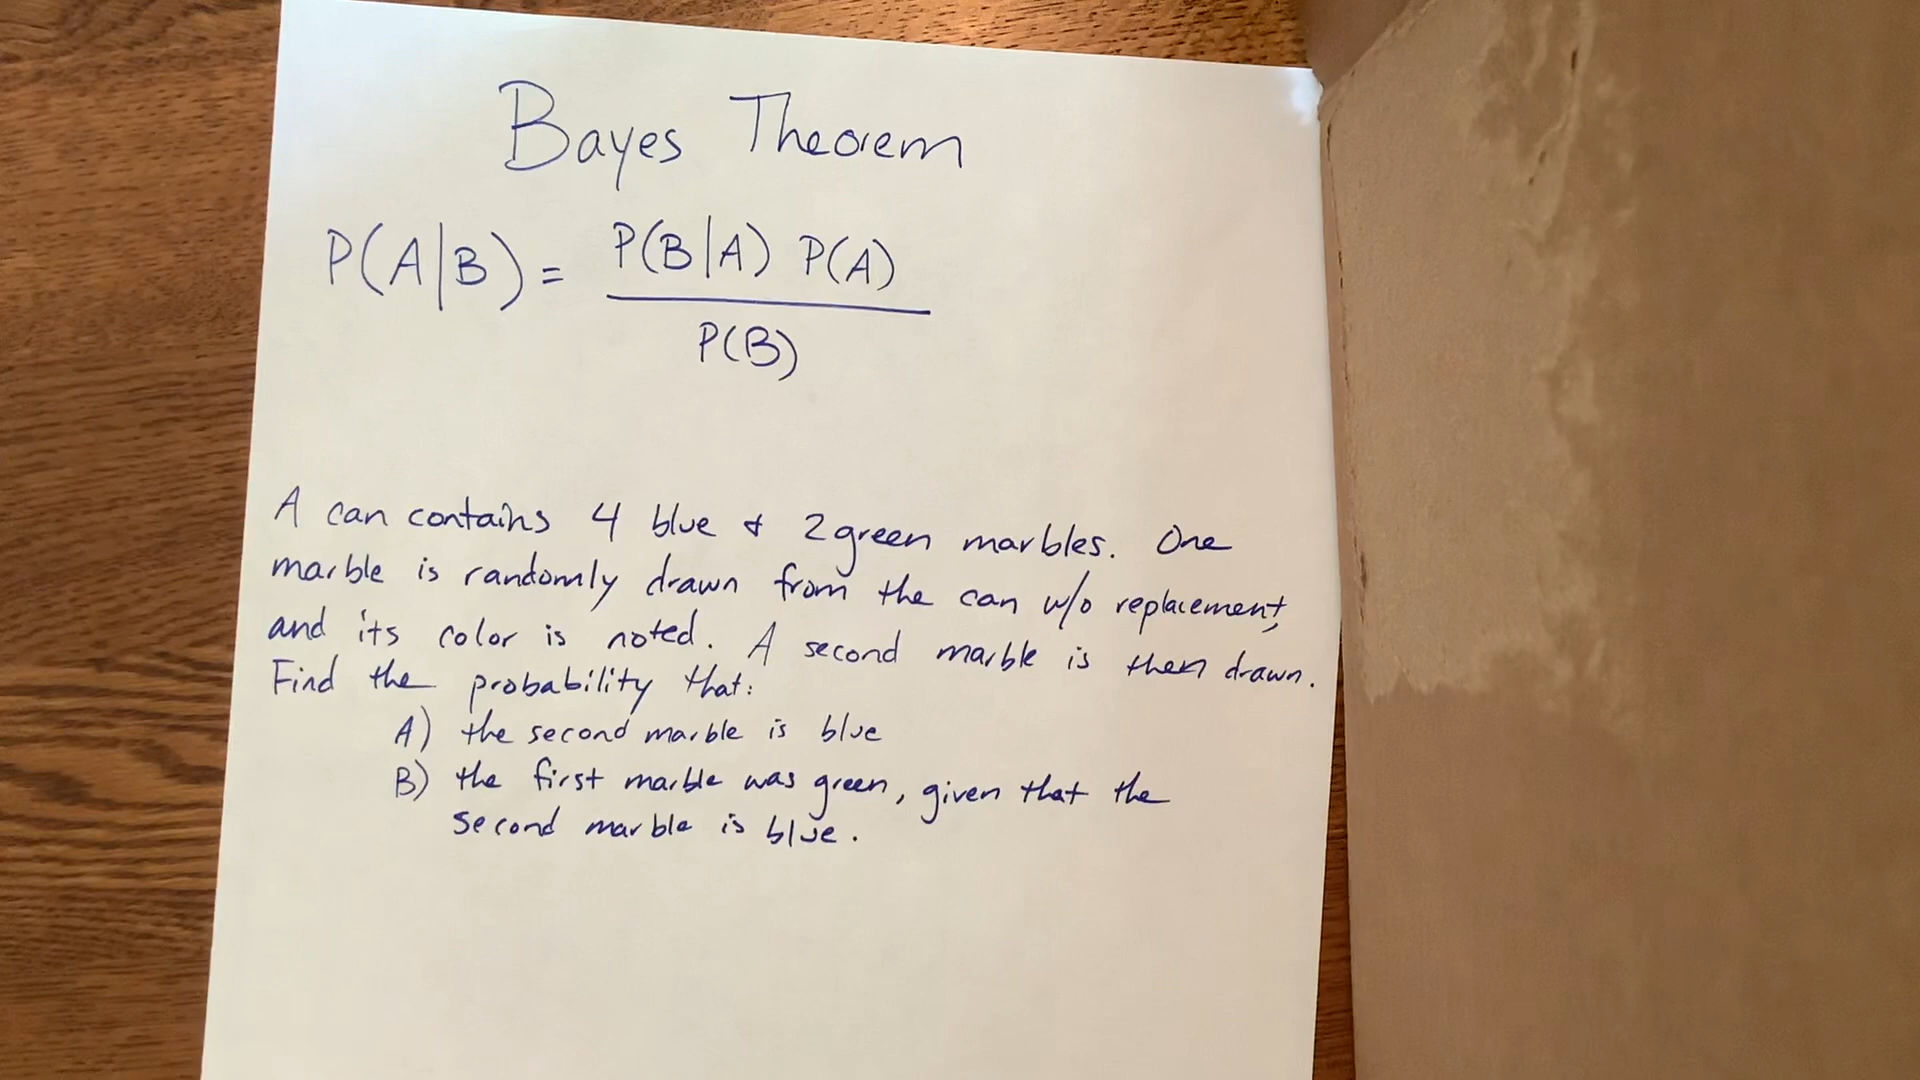 Bayes Theorem
P(A|B) = P(B|A) P(A) / P(B)
A can contains 4 blue & 2 green marbles. One
marble is randomly drawn from the can w/o replacement,
and its color is noted. A second marble is then drawn.
Find the probability that:
A) the second marble is blue
B) the first marble was green, given that the
second marble is blue.